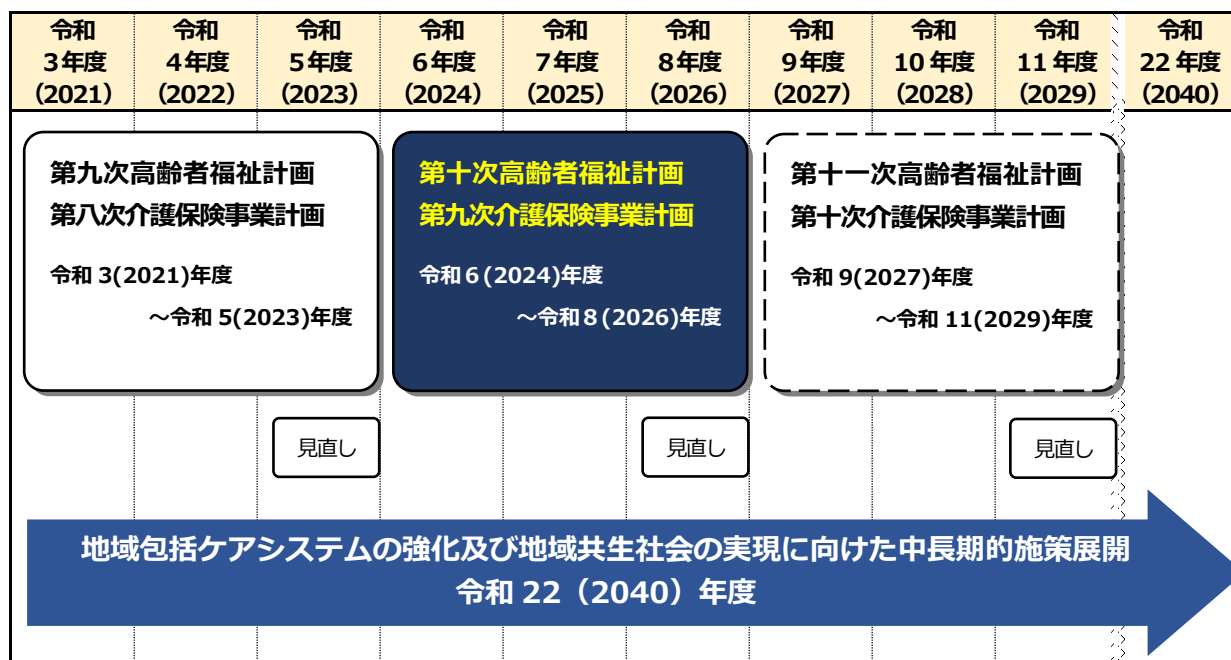 令和
3年度
(2021)
令和
4年度
(2022)
令和
5年度
(2023)
令和
6年度
(2024)
令和
7年度
(2025)
令和
8年度
(2026)
令和
9年度
(2027)
令和
10年度
(2028)
令和
11年度
(2029)
令和
22年度
(2040)
第九次高齢者福祉計画
第八次介護保険事業計画
令和3(2021)年度
～令和5(2023)年度
第十次高齢者福祉計画
第九次介護保険事業計画
令和6(2024)年度
～令和8(2026)年度
第十一次高齢者福祉計画
第十次介護保険事業計画
令和9(2027)年度
～令和11(2029)年度
見直し
見直し
見直し
地域包括ケアシステムの強化及び地域共生社会の実現に向けた中長期的施策展開
令和22（2040）年度